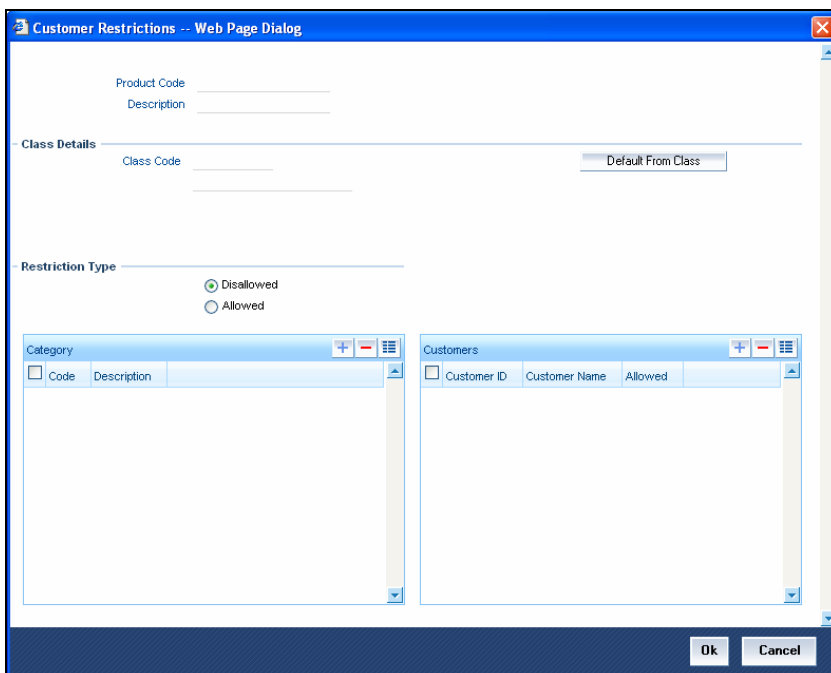 Customer Restrictions -- Web Page Dialog
Product Code
Description
Class Details
Class Code
Default From Class
Restriction Type
Disallowed
Allowed
Category
Code Description
Customers
Customer ID Customer Name Allowed
Ok Cancel